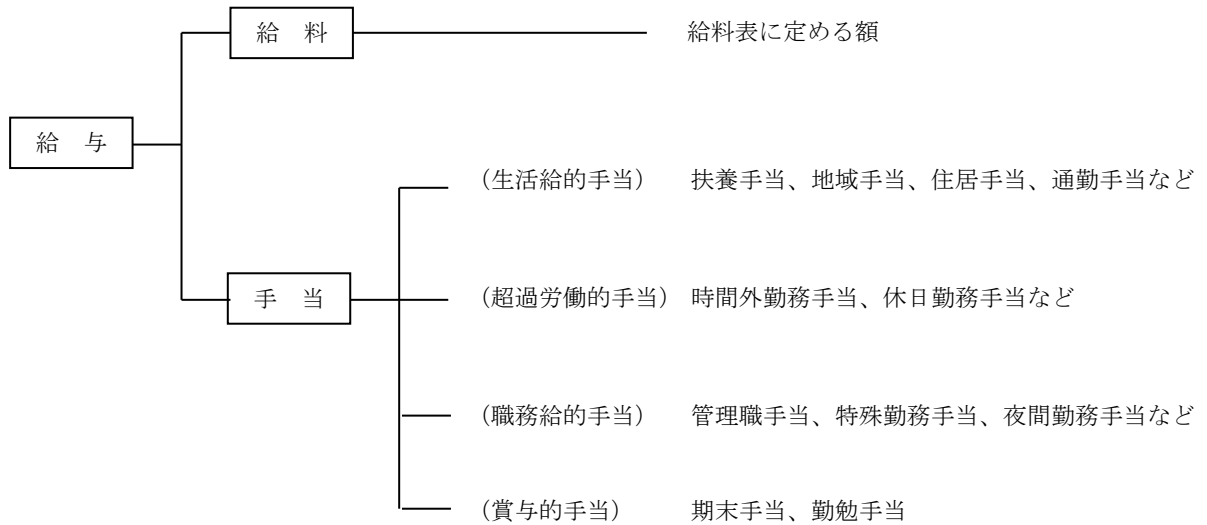 給　料
給料表に定める額
給　与
（生活給的手当）　扶養手当、地域手当、住居手当、通勤手当など
手　当
（超過労働的手当）時間外勤務手当、休日勤務手当など
（職務給的手当）　管理職手当、特殊勤務手当、夜間勤務手当など
（賞与的手当）　期末手当、勤勉手当